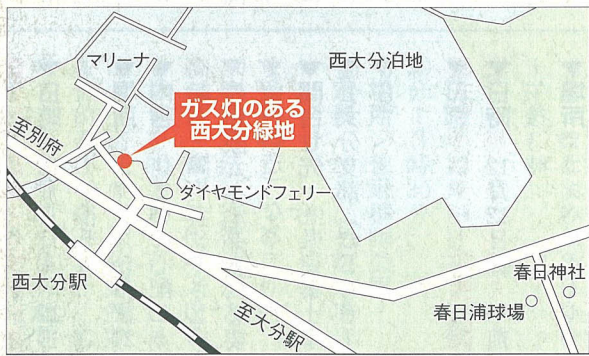 マリーナ
西大分泊地
ガス灯のある
西大分緑地
至別府
ダイヤモンドフェリー
西大分駅
至大分駅
春日神社
春日浦球場